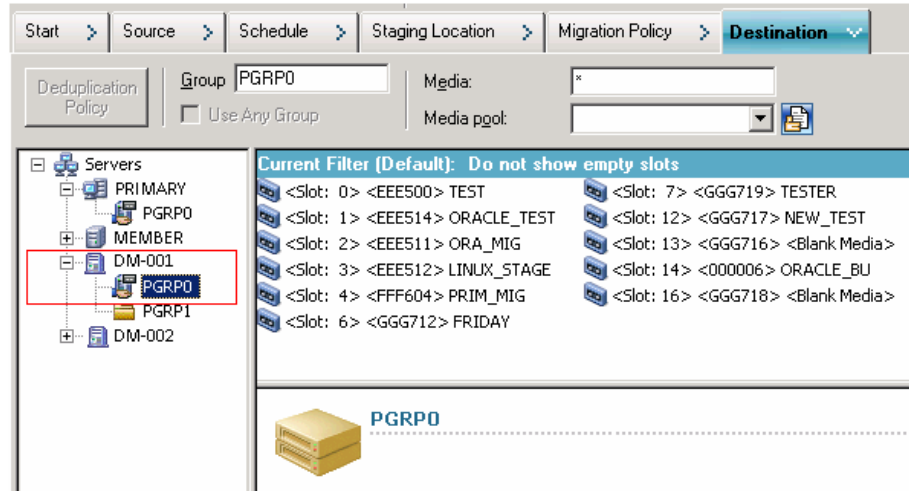 Start Source Schedule Staging Location Migration Policy Destination
Deduplication Policy
Group PGRP0
Use Any Group
Media: *
Media pool:
Servers
PRIMARY
PGRP0
MEMBER
DM-001
PGRP0
PGRP1
DM-002
Current Filter (Default): Do not show empty slots
<Slot: 0> <EEE500> TEST
<Slot: 1> <EEE514> ORACLE_TEST
<Slot: 2> <EEE511> ORA_MIG
<Slot: 3> <EEE512> LINUX_STAGE
<Slot: 4> <FFF604> PRIM_MIG
<Slot: 6> <GGG712> FRIDAY
<Slot: 7> <GGG719> TESTER
<Slot: 12> <GGG717> NEW_TEST
<Slot: 13> <GGG716> <Blank Media>
<Slot: 14> <000006> ORACLE_BU
<Slot: 16> <GGG718> <Blank Media>
PGRP0